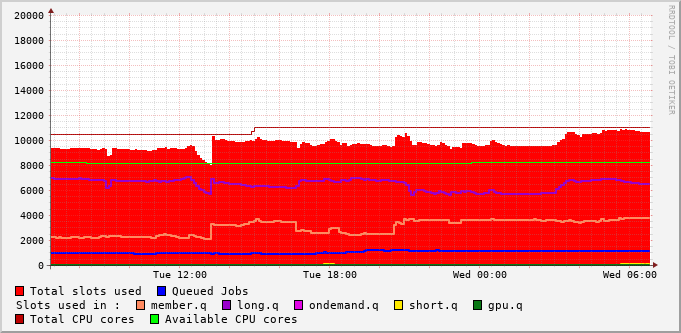 20000
18000
16000
14000
12000
10000
8000
6000
4000
2000
0
Tue 12:00 Tue 18:00 Wed 00:00 Wed 06:00
RRDTOOL / TOBI OETIKER
Total slots used Queued Jobs
Slots used in : member.q long.q ondemand.q short.q gpu.q
Total CPU cores Available CPU cores